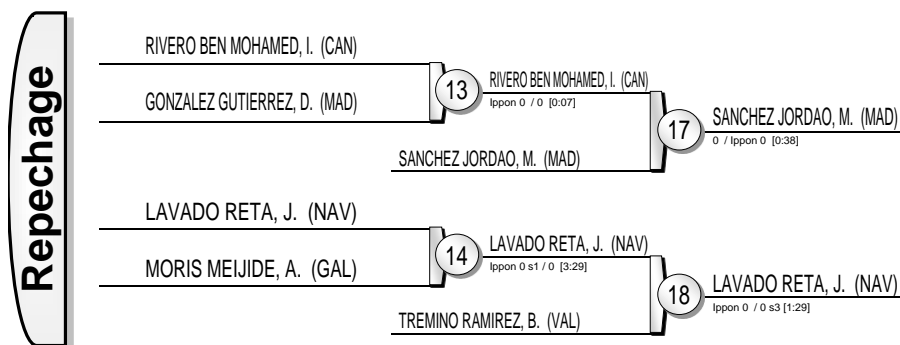 Repechage
RIVERO BEN MOHAMED, I. (CAN)
GONZALEZ GUTIERREZ, D. (MAD)
13
RIVERO BEN MOHAMED, I. (CAN)
Ippon 0 / 0 [0:07]
SANCHEZ JORDAO, M. (MAD)
17
SANCHEZ JORDAO, M. (MAD)
0 / Ippon 0 [0:38]
LAVADO RETA, J. (NAV)
MORIS MEIJIDE, A. (GAL)
14
LAVADO RETA, J. (NAV)
Ippon 0 s1 / 0 [3:29]
TREMINO RAMIREZ, B. (VAL)
18
LAVADO RETA, J. (NAV)
Ippon 0 / 0 s3 [1:29]